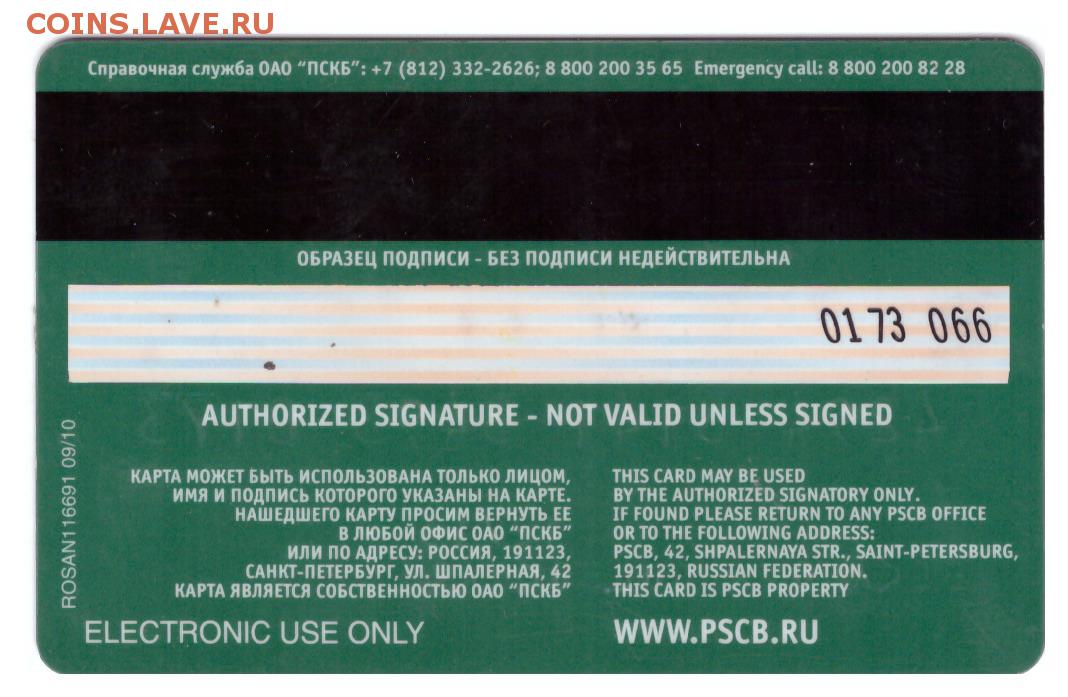 COINS.LAVE.RU
Справочная служба ОАО “ПСКБ”: +7 (812) 332-2626; 8 800 200 35 65 Emergency call: 8 800 200 82 28
ОБРАЗЕЦ ПОДПИСИ - БЕЗ ПОДПИСИ НЕДЕЙСТВИТЕЛЬНА
0173 066
AUTHORIZED SIGNATURE - NOT VALID UNLESS SIGNED
ROSAN116691 09/10
КАРТА МОЖЕТ БЫТЬ ИСПОЛЬЗОВАНА ТОЛЬКО ЛИЦОМ,
ИМЯ И ПОДПИСЬ КОТОРОГО УКАЗАНЫ НА КАРТЕ.
НАШЕДШЕГО КАРТУ ПРОСИМ ВЕРНУТЬ ЕЕ
В ЛЮБОЙ ОФИС ОАО “ПСКБ”
ИЛИ ПО АДРЕСУ: РОССИЯ, 191123,
САНКТ-ПЕТЕРБУРГ, УЛ. ШПАЛЕРНАЯ, 42
КАРТА ЯВЛЯЕТСЯ СОБСТВЕННОСТЬЮ ОАО “ПСКБ”
THIS CARD MAY BE USED
BY THE AUTHORIZED SIGNATORY ONLY.
IF FOUND PLEASE RETURN TO ANY PSCB OFFICE
OR TO THE FOLLOWING ADDRESS:
PSCB, 42, SHPALERNAYA STR., SAINT-PETERSBURG,
191123, RUSSIAN FEDERATION.
THIS CARD IS PSCB PROPERTY
ELECTRONIC USE ONLY
WWW.PSCB.RU